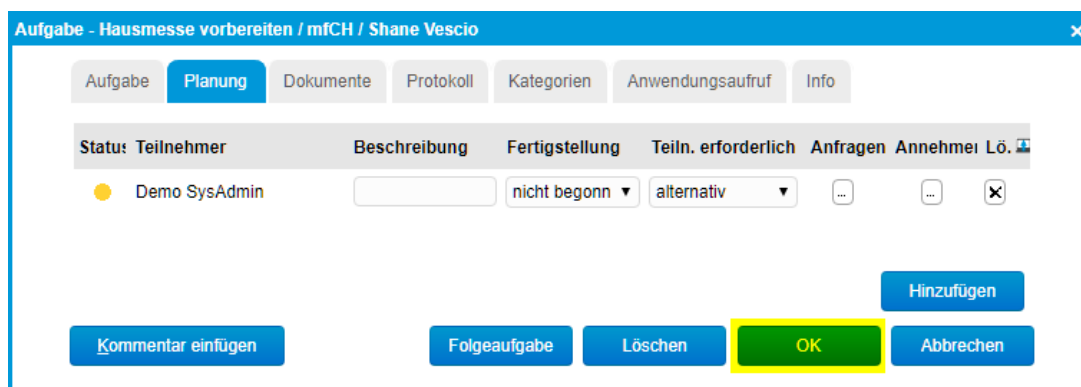 Aufgabe - Hausmesse vorbereiten / mfCH / Shane Vescio
Aufgabe Planung Dokumente Protokoll Kategorien Anwendungsaufruf Info
Status Teilnehmer Beschreibung Fertigstellung Teiln. erforderlich Anfragen Annehmei Lö.
Demo SysAdmin nicht begonn alternativ ... ...
Hinzufügen
Kommentar einfügen Folgeaufgabe Löschen OK Abbrechen